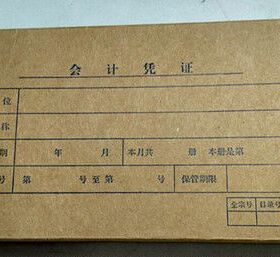 会计凭证
位
称
期 年 月 本月共 册 本册是第
号 第 号至第 号 保管期限
全宗号 目录号